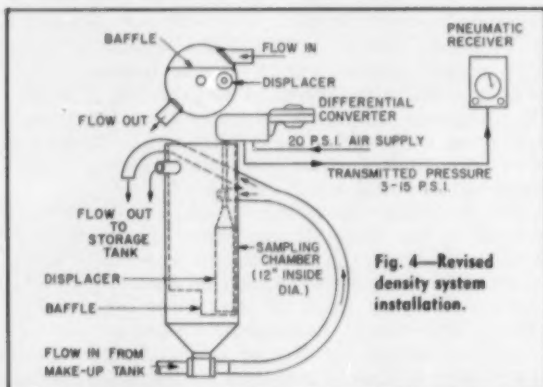 PNEUMATIC
RECEIVER
BAFFLE
FLOW IN
DISPLACER
DIFFERENTIAL
CONVERTER
FLOW OUT
20 P.S.I. AIR SUPPLY
TRANSMITTED PRESSURE
3-15 P.S.I.
FLOW OUT
TO
STORAGE
TANK
SAMPLING
CHAMBER
(12" INSIDE
DIA.)
DISPLACER
BAFFLE
Fig. 4—Revised
density system
installation.
FLOW IN FROM
MAKE-UP TANK